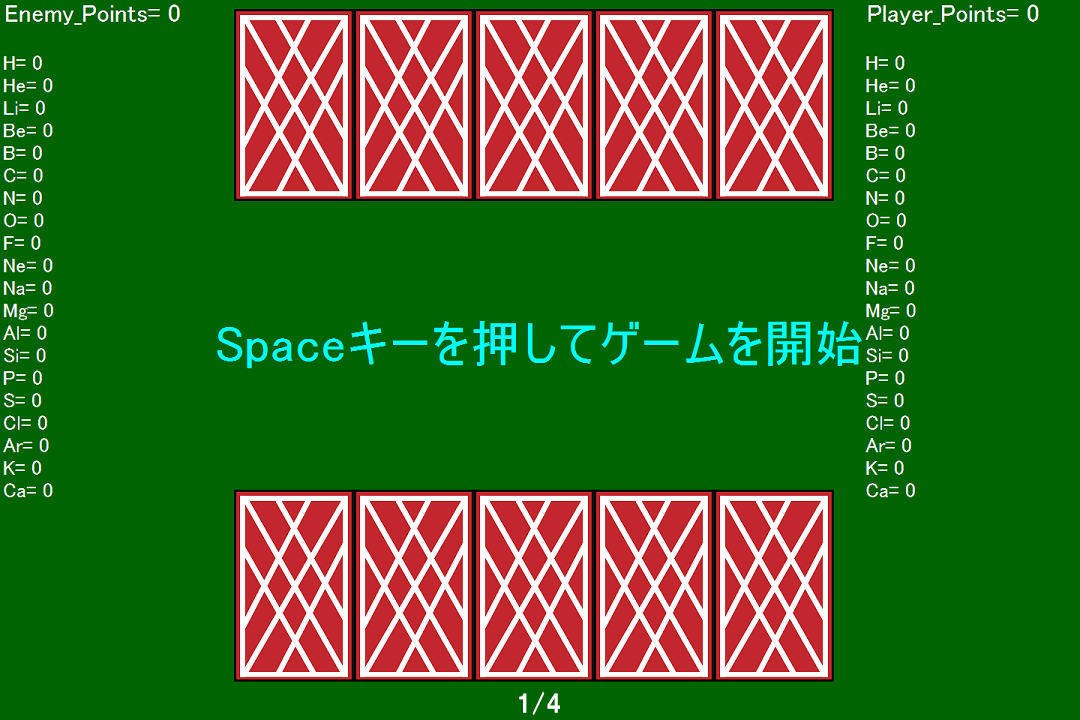 Enemy_Points= 0
H= 0
He= 0
Li= 0
Be= 0
B= 0
C= 0
N= 0
O= 0
F= 0
Ne= 0
Na= 0
Mg= 0
Al= 0
Si= 0
P= 0
S= 0
Cl= 0
Ar= 0
K= 0
Ca= 0
Spaceキーを押してゲームを開始
Player_Points= 0
H= 0
He= 0
Li= 0
Be= 0
B= 0
C= 0
N= 0
O= 0
F= 0
Ne= 0
Na= 0
Mg= 0
Al= 0
Si= 0
P= 0
S= 0
Cl= 0
Ar= 0
K= 0
Ca= 0
1/4